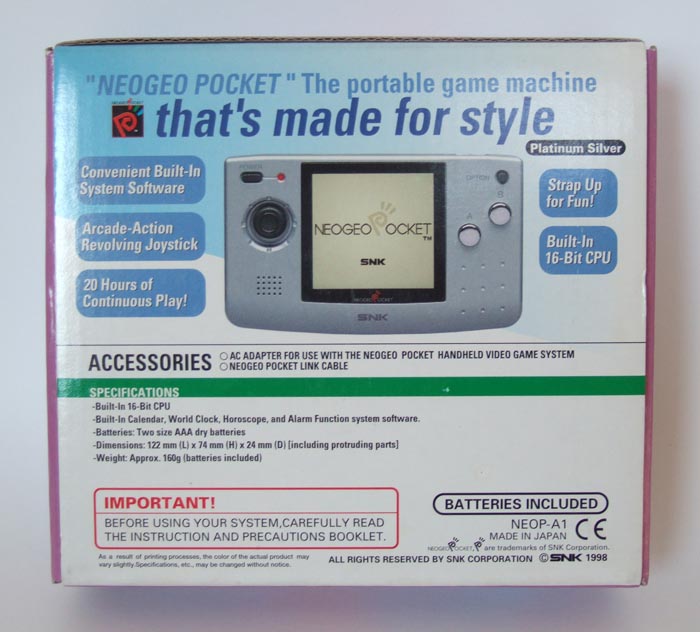 "NEOGEO POCKET" The portable game machine
that's made for style
Platinum Silver
Convenient Built-In
System Software
Arcade-Action
Revolving Joystick
20 Hours of
Continuous Play!
POWER
OPTION
A
B
NEOGEO POCKET
TM
SNK
NEOGEO POCKET
SNK
Strap Up
for Fun!
Built-In
16-Bit CPU
ACCESSORIES
○AC ADAPTER FOR USE WITH THE NEOGEO POCKET HANDHELD VIDEO GAME SYSTEM
○NEOGEO POCKET LINK CABLE
SPECIFICATIONS
-Built-In 16-Bit CPU
-Built-In Calendar, World Clock, Horoscope, and Alarm Function system software.
-Batteries: Two size AAA dry batteries
-Dimensions: 122 mm (L) x 74 mm (H) x 24 mm (D) [including protruding parts]
-Weight: Approx. 160g (batteries included)
IMPORTANT!
BEFORE USING YOUR SYSTEM,CAREFULLY READ
THE INSTRUCTION AND PRECAUTIONS BOOKLET.
As a result of printing processes, the color of the actual product may
vary slightly.Specifications, etc., may be changed without notice.
BATTERIES INCLUDED
NEOP-A1
MADE IN JAPAN
CE
NEOGEO POCKET, are trademarks of SNK Corporation.
ALL RIGHTS RESERVED BY SNK CORPORATION ©SNK 1998